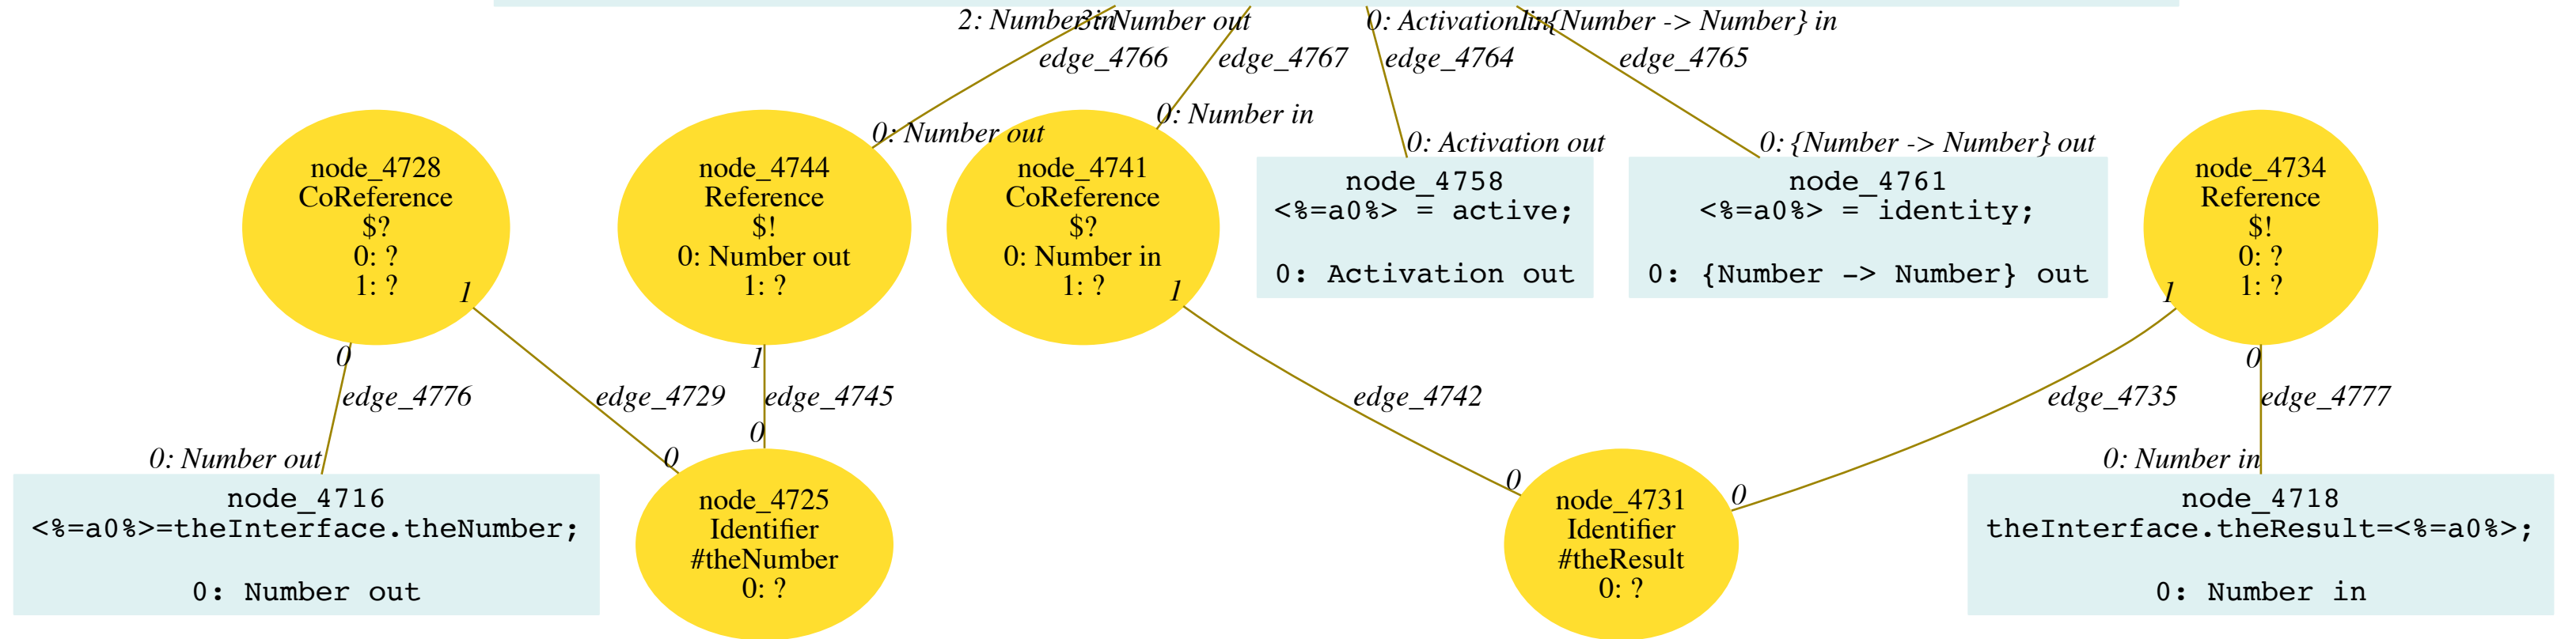 2: Number in
3: Number out
0: Activation in
1: {Number -> Number} in
edge_4766
edge_4767
edge_4764
edge_4765
0: Number out
0: Number in
0: Activation out
0: {Number -> Number} out
node_4728
CoReference
$?
0: ?
1: ?
1
node_4744
Reference
$!
0: Number out
1: ?
node_4741
CoReference
$?
0: Number in
1: ?
1
node_4758
<%=a0%> = active;
0: Activation out
node_4761
<%=a0%> = identity;
0: {Number -> Number} out
node_4734
Reference
$!
0: ?
1: ?
1
0
1
0
edge_4776
edge_4729
edge_4745
edge_4742
edge_4735
edge_4777
0: Number out
0
0
0
0
0: Number in
node_4716
<%=a0%>=theInterface.theNumber;
0: Number out
node_4725
Identifier
#theNumber
0: ?
node_4731
Identifier
#theResult
0: ?
node_4718
theInterface.theResult=<%=a0%>;
0: Number in